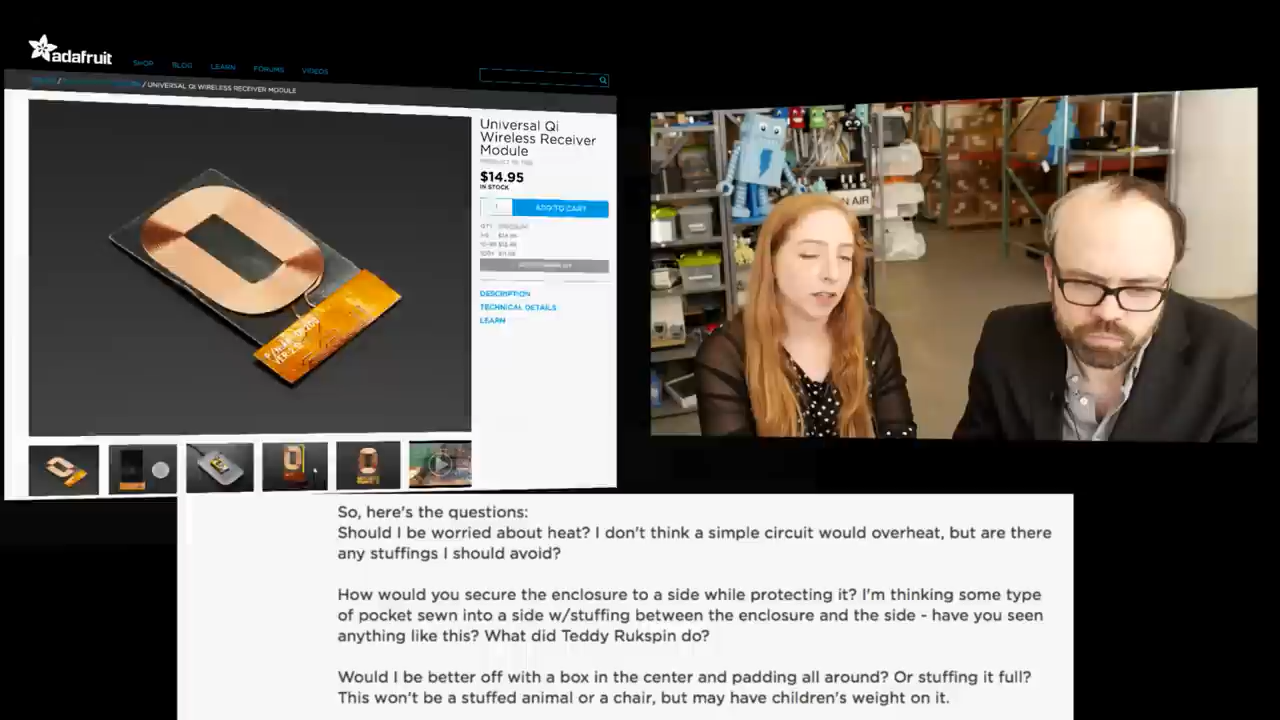 adafruit
SHOP BLOG LEARN FORUMS VIDEOS
/ UNIVERSAL QI WIRELESS RECEIVER MODULE
Universal Qi
Wireless Receiver
Module
$14.95
IN STOCK
1 ADD TO CART
DESCRIPTION
TECHNICAL DETAILS
LEARN
N AIR
So, here's the questions:
Should I be worried about heat? I don't think a simple circuit would overheat, but are there
any stuffings I should avoid?
How would you secure the enclosure to a side while protecting it? I'm thinking some type
of pocket sewn into a side w/stuffing between the enclosure and the side - have you seen
anything like this? What did Teddy Rukspin do?
Would I be better off with a box in the center and padding all around? Or stuffing it full?
This won't be a stuffed animal or a chair, but may have children's weight on it.